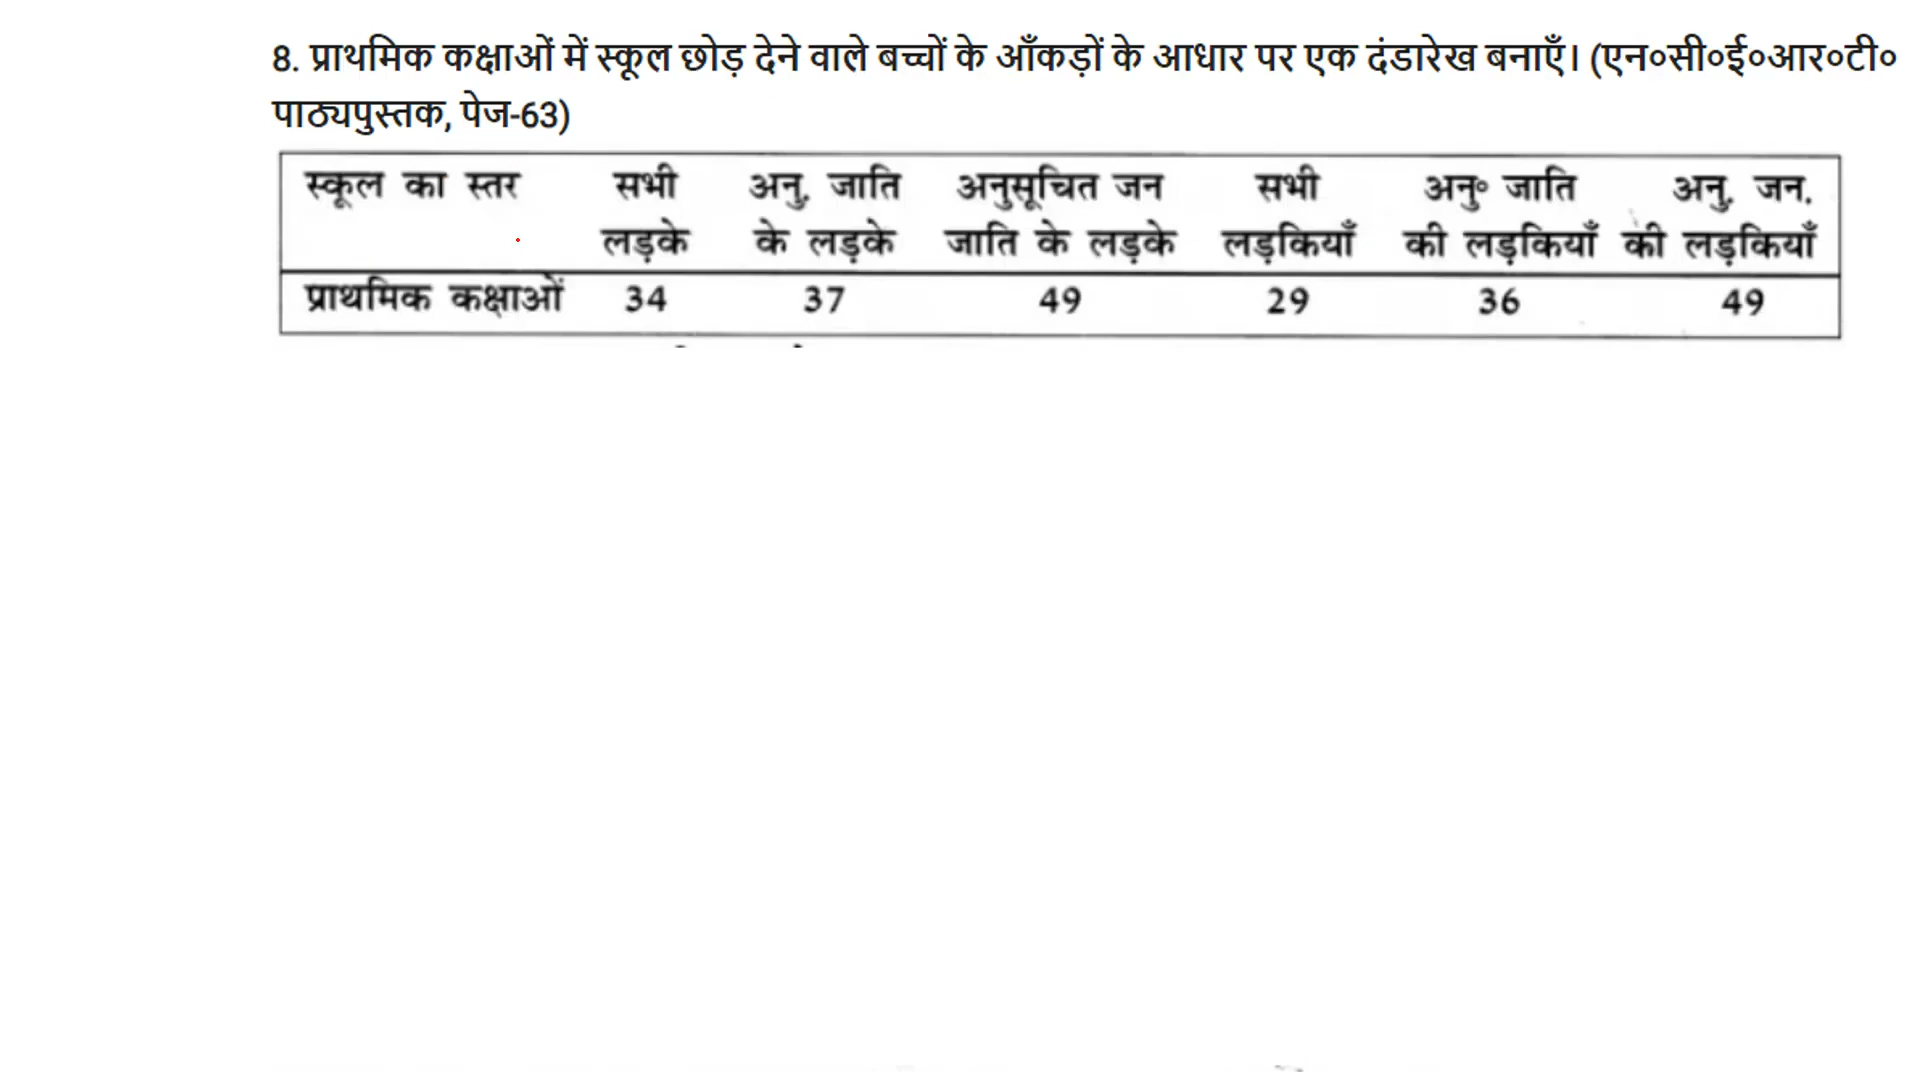 8. प्राथमिक कक्षाओं में स्कूल छोड़ देने वाले बच्चों के आँकड़ों के आधार पर एक दंडारेख बनाएँ। (एन०सी०ई०आर०टी०
पाठ्यपुस्तक, पेज-63)
स्कूल का स्तर सभी अनु. जाति अनुसूचित जन सभी अनु॰ जाति अनु. जन.
लड़के के लड़के जाति के लड़के लड़कियाँ की लड़कियाँ की लड़कियाँ
प्राथमिक कक्षाओं 34 37 49 29 36 49